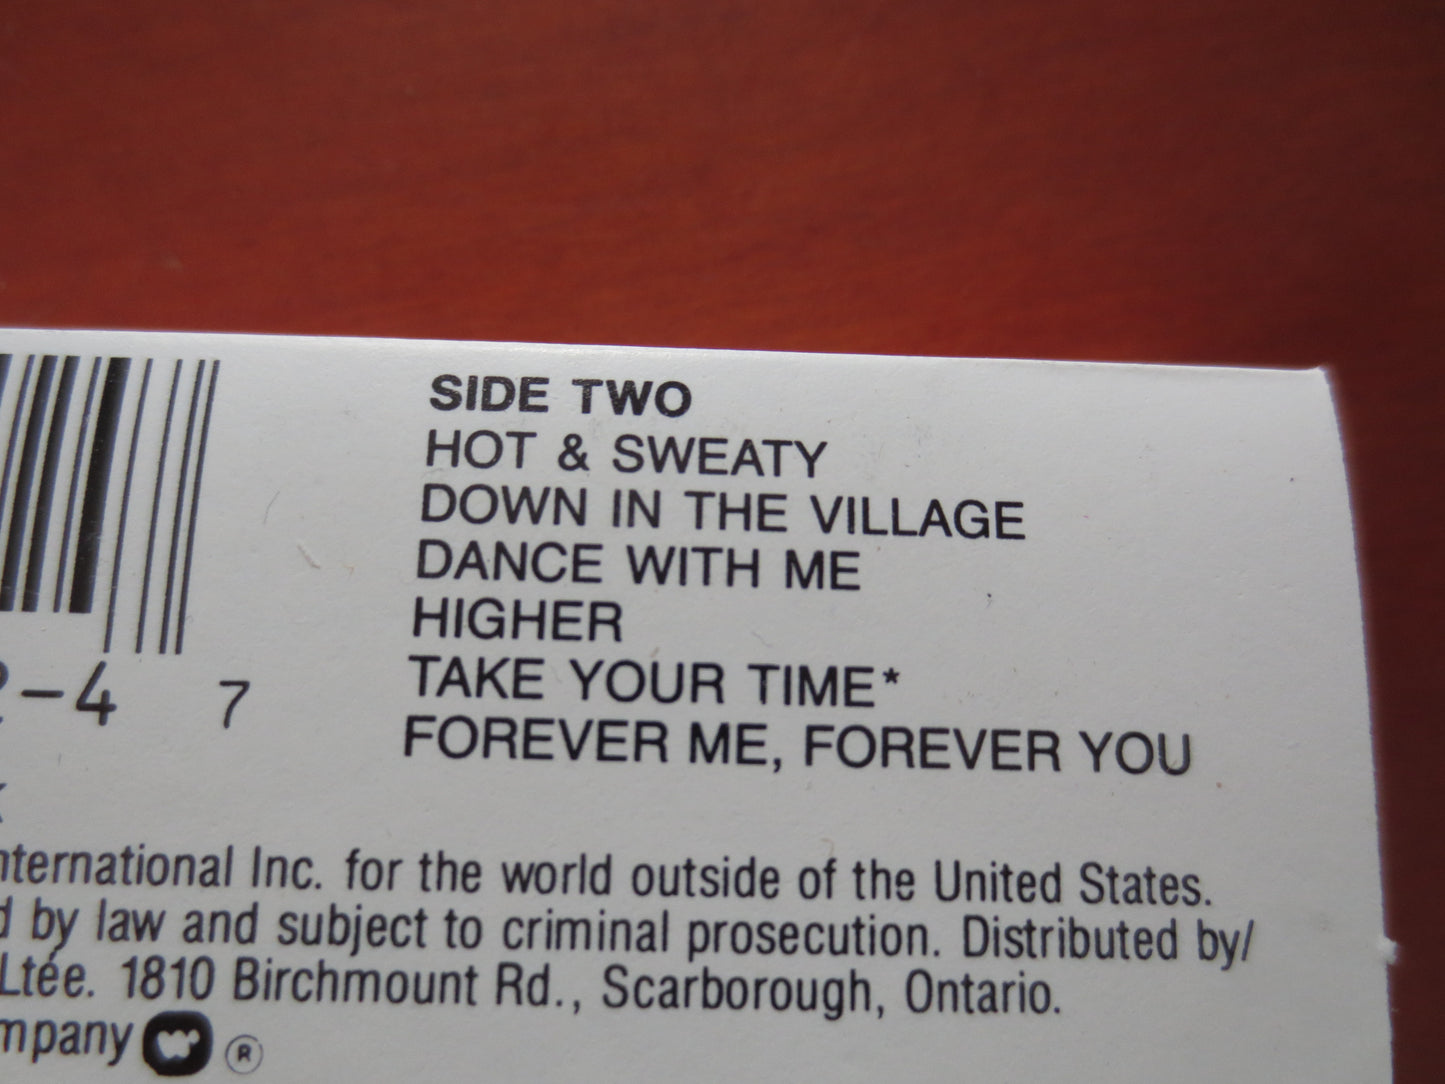 SIDE TWO
HOT & SWEATY
DOWN IN THE VILLAGE
DANCE WITH ME
HIGHER
TAKE YOUR TIME*
FOREVER ME, FOREVER YOU
-4 7
International Inc. for the world outside of the United States.
by law and subject to criminal prosecution. Distributed by/
Ltée. 1810 Birchmount Rd., Scarborough, Ontario.
mpany ®